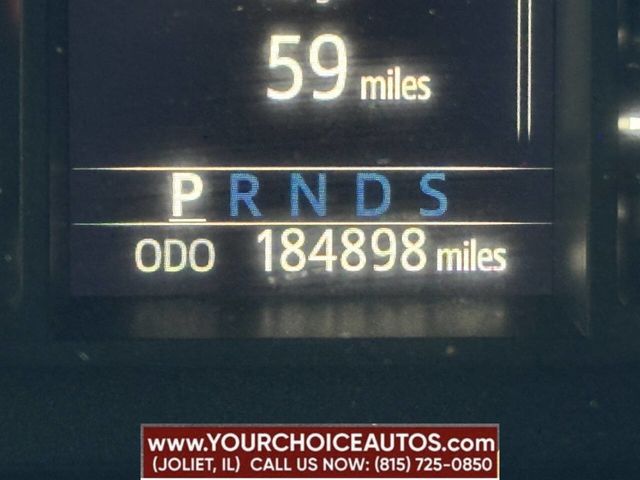 59 miles
P R N D S
ODO 184898 miles
www.YOURCHOICEAUTOS.com
(JOLIET, IL) CALL US NOW: (815) 725-0850